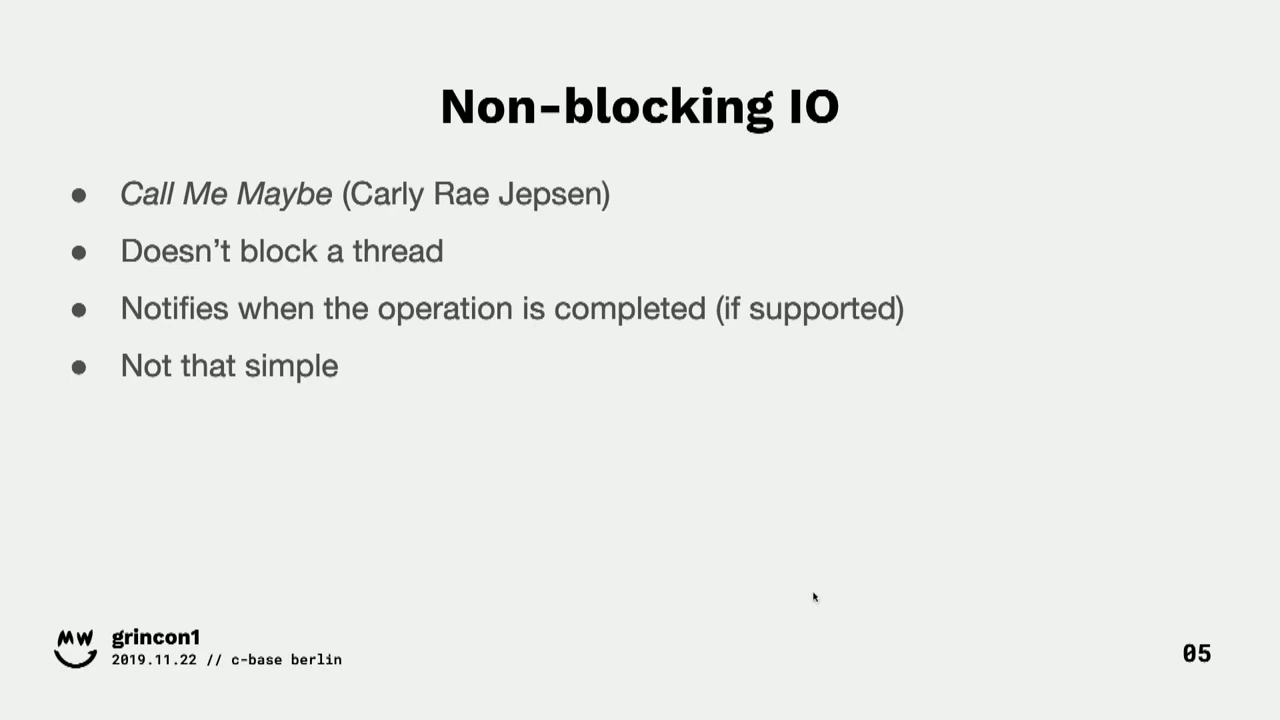 Non-blocking IO
● Call Me Maybe (Carly Rae Jepsen)
● Doesn’t block a thread
● Notifies when the operation is completed (if supported)
● Not that simple
MW
grincon1
2019.11.22 // c-base berlin
05